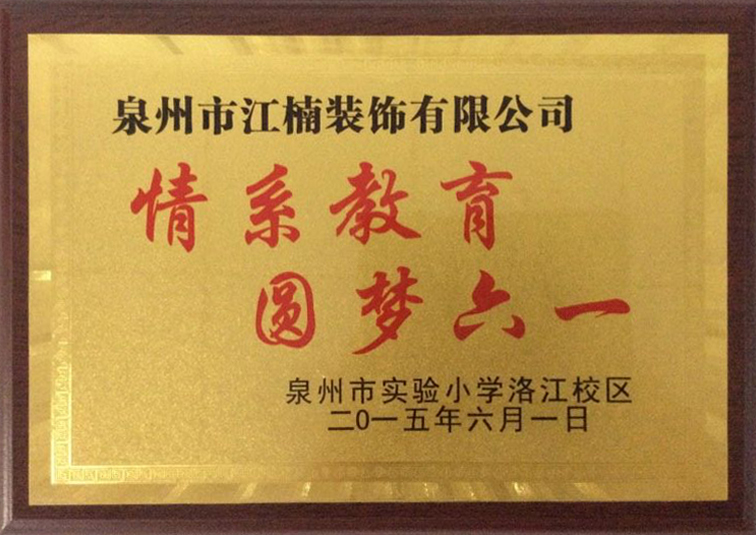 泉州市江楠装饰有限公司
情系教育
圆梦六一
泉州市实验小学洛江校区
二0一五年六月一日